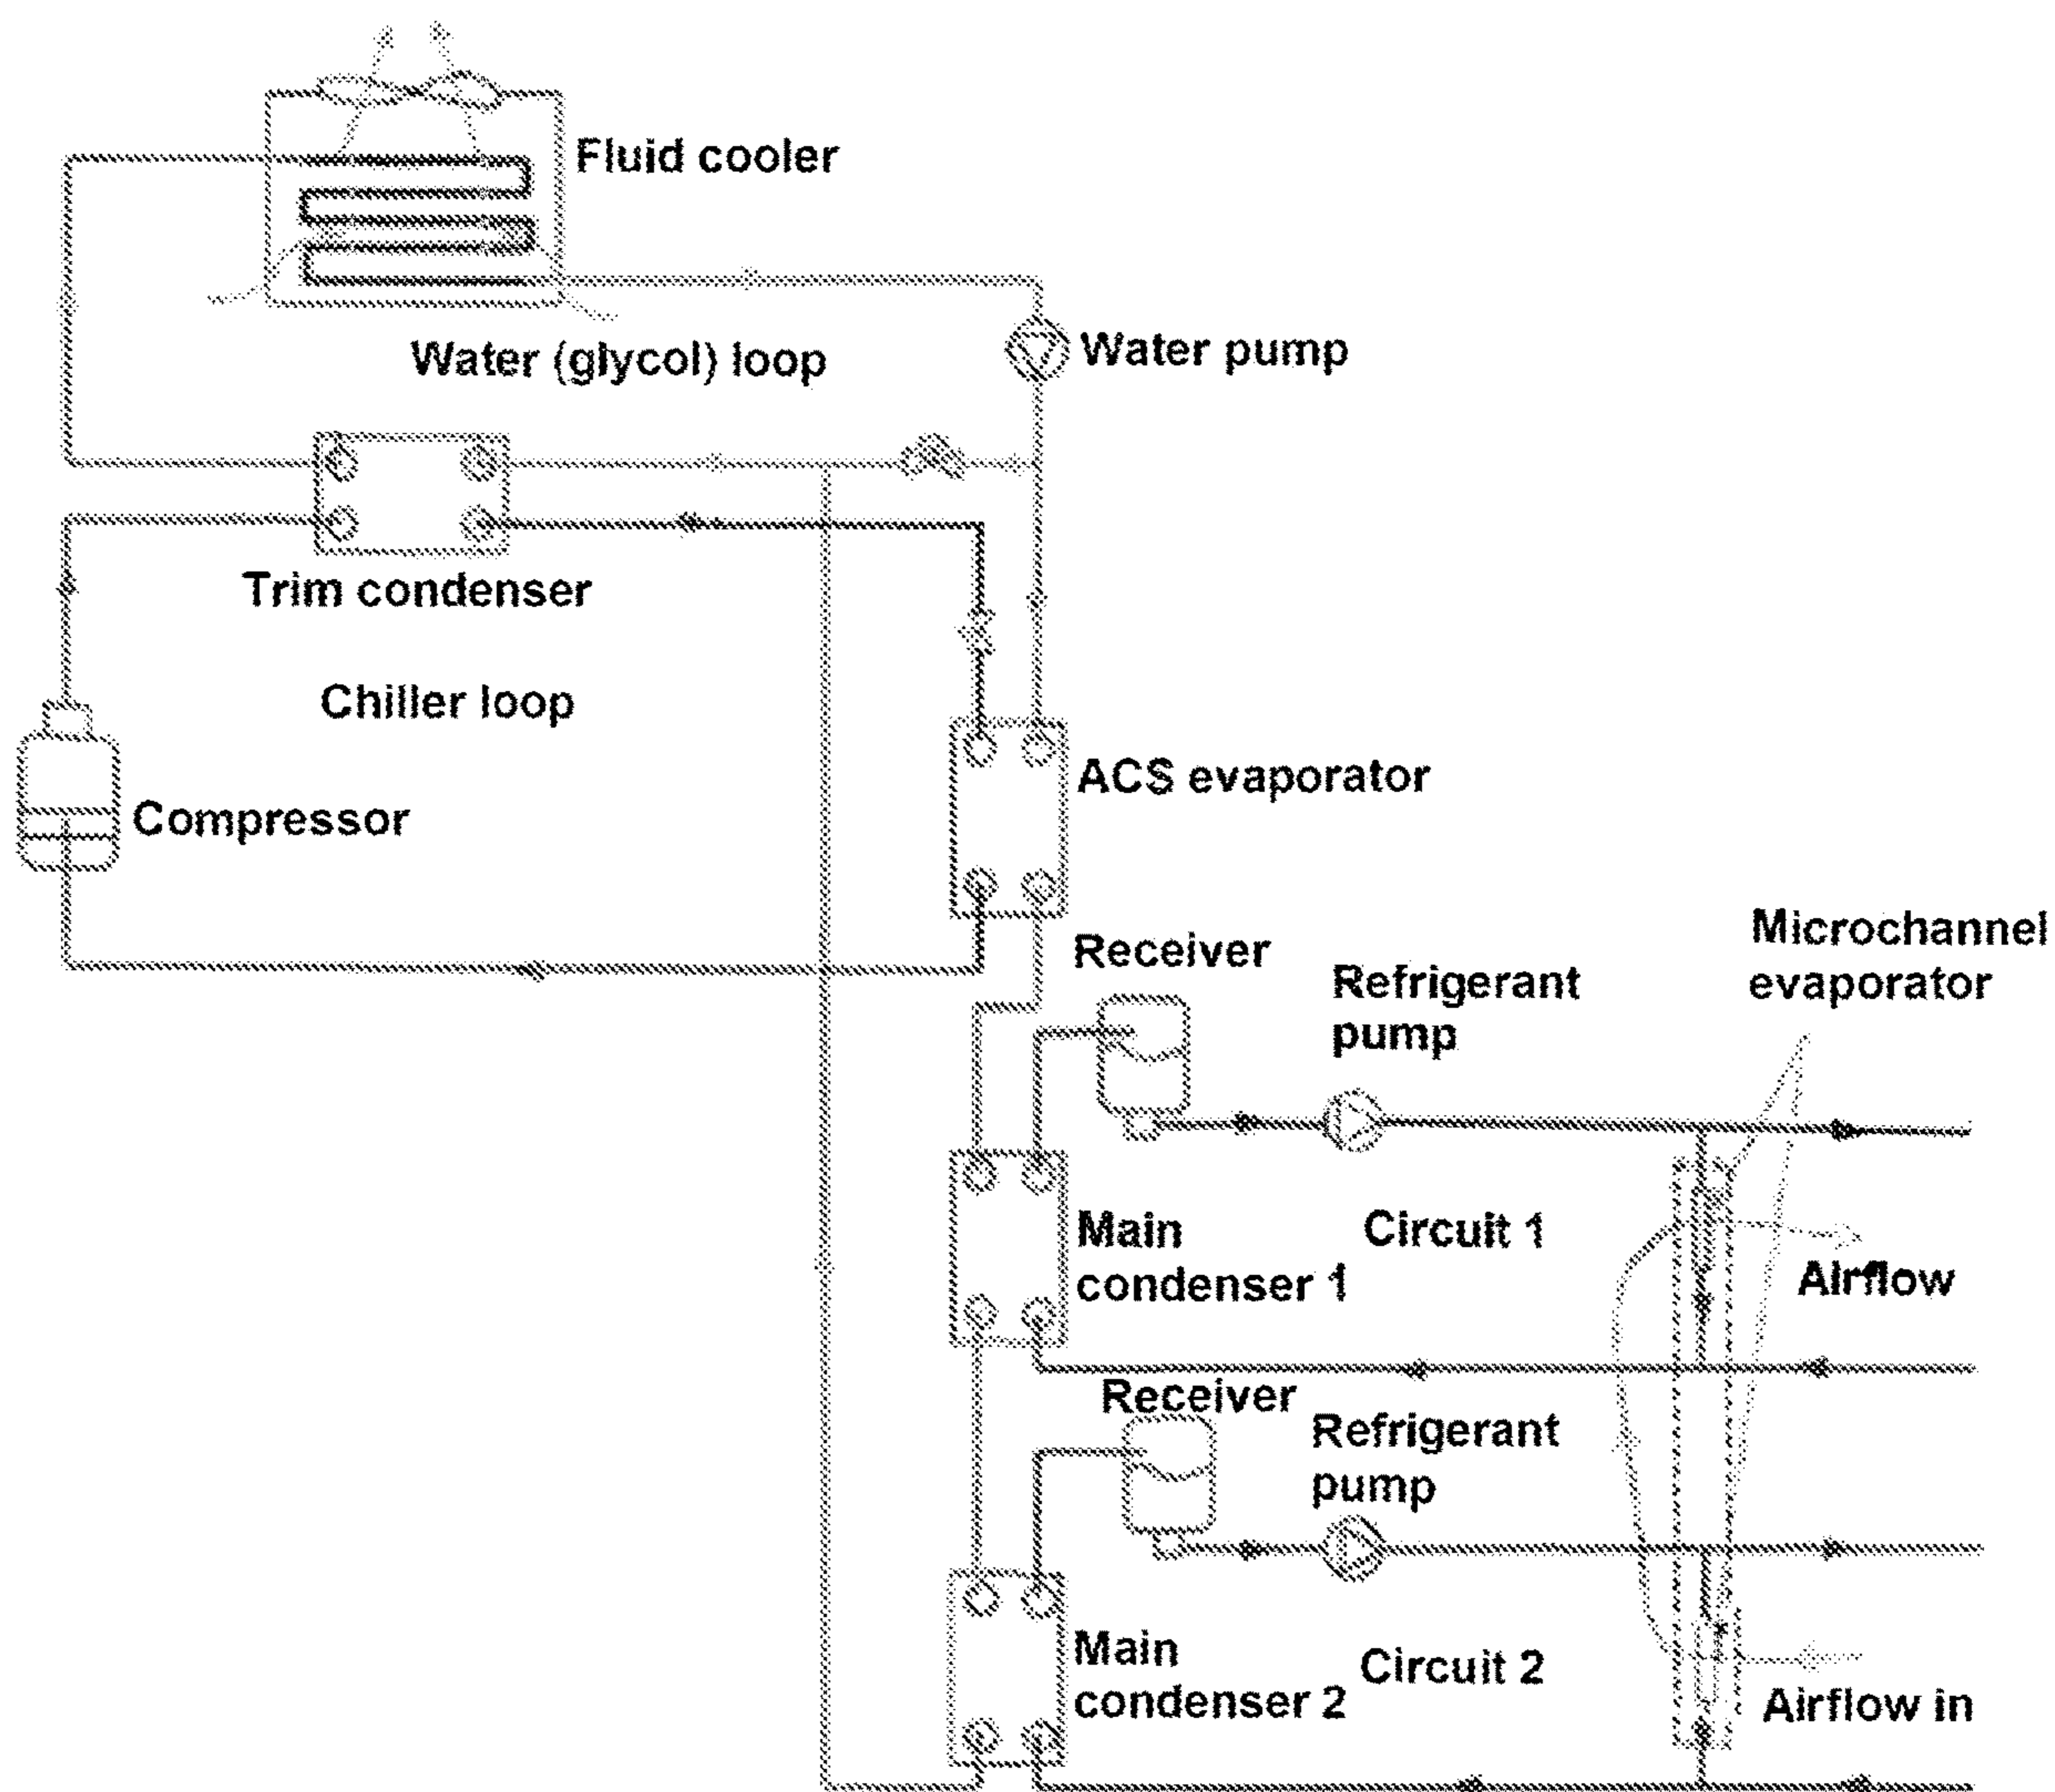 Fluid cooler
Water (glycol) loop
Water pump
Trim condenser
Chiller loop
ACS evaporator
Compressor
Receiver
Refrigerant
pump
Microchannel
evaporator
Main
condenser 1
Circuit 1
Airflow
Receiver
Refrigerant
pump
Main
condenser 2
Circuit 2
Airflow in